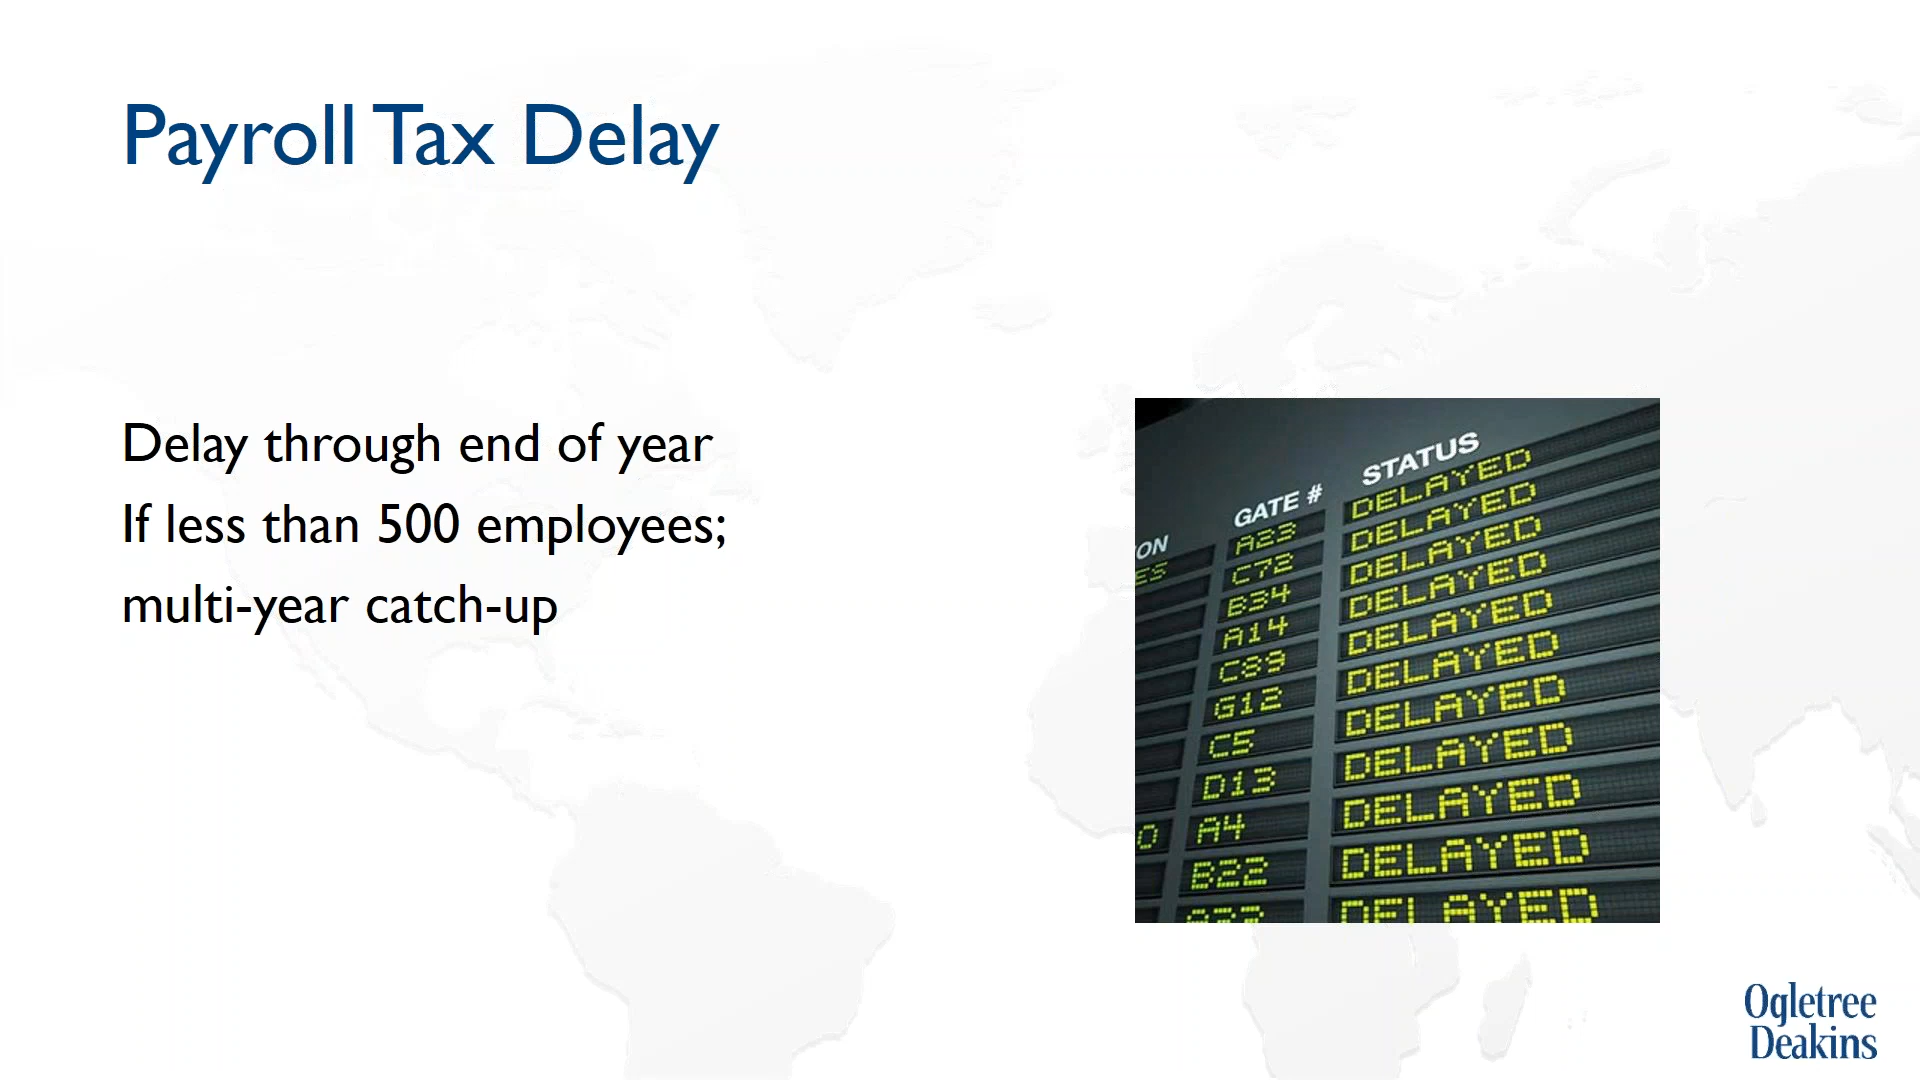 Payroll Tax Delay
Delay through end of year
If less than 500 employees;
multi-year catch-up
STATUS
GATE #
ON
DELAYED
A23
DELAYED
ES
C72
DELAYED
B34
DELAYED
A14
DELAYED
C89
DELAYED
G12
DELAYED
C5
DELAYED
D13
DELAYED
O
A4
DELAYED
B22
DELAYED
Ogletree
Deakins